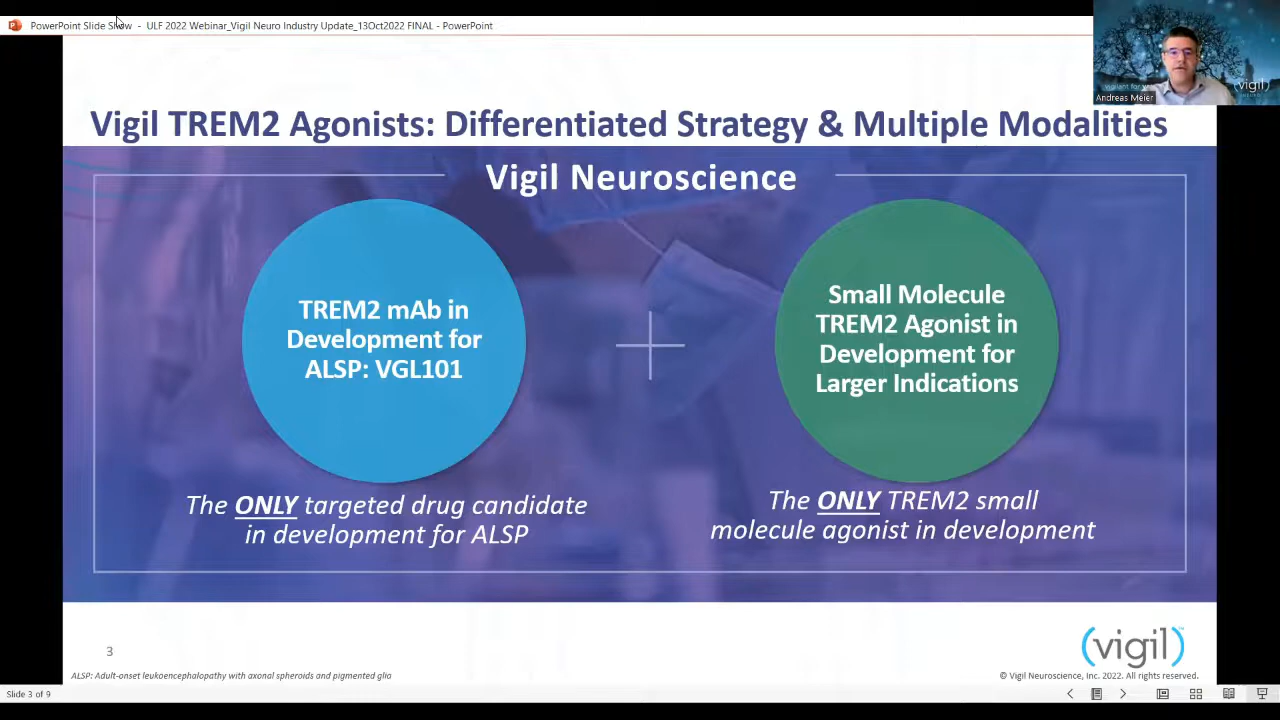 PowerPoint Slide Show - ULF 2022 Webinar_Vigil Neuro Industry Update_13Oct2022 FINAL - PowerPoint
Andreas Meier
(vigil)
Vigil TREM2 Agonists: Differentiated Strategy & Multiple Modalities
Vigil Neuroscience
TREM2 mAb in
Development for
ALSP: VGL101
Small Molecule
TREM2 Agonist in
Development for
Larger Indications
The ONLY targeted drug candidate
in development for ALSP
The ONLY TREM2 small
molecule agonist in development
3
(vigil)™
ALSP: Adult-onset leukoencephalopathy with axonal spheroids and pigmented glia
© Vigil Neuroscience, Inc. 2022. All rights reserved.
Slide 3 of 9